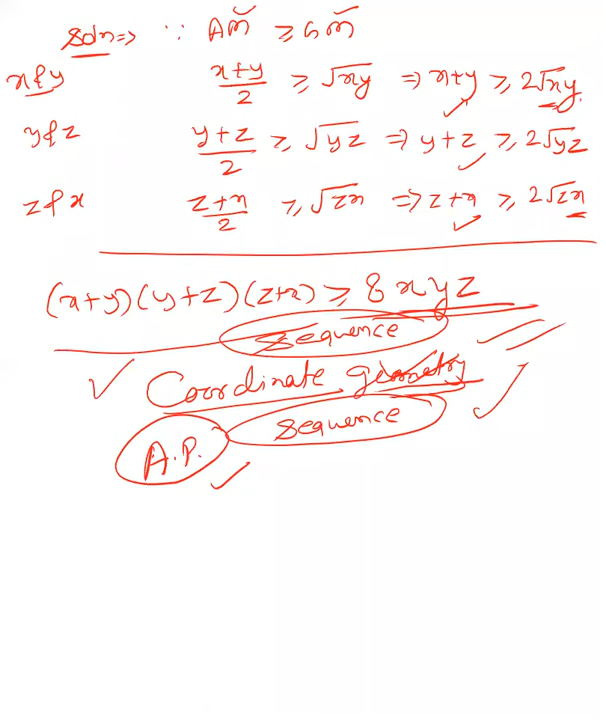 Soln⇒ ∵ AM ≥ GM
x & y (x+y)/2 ≥ √xy ⇒ x+y ≥ 2√xy.
y & z (y+z)/2 ≥ √yz ⇒ y+z ≥ 2√yz
z & x (z+x)/2 ≥ √zx ⇒ z+x ≥ 2√zx
(x+y)(y+z)(z+x) ≥ 8xyz
Sequence
Coordinate geometry
A.P. Sequence